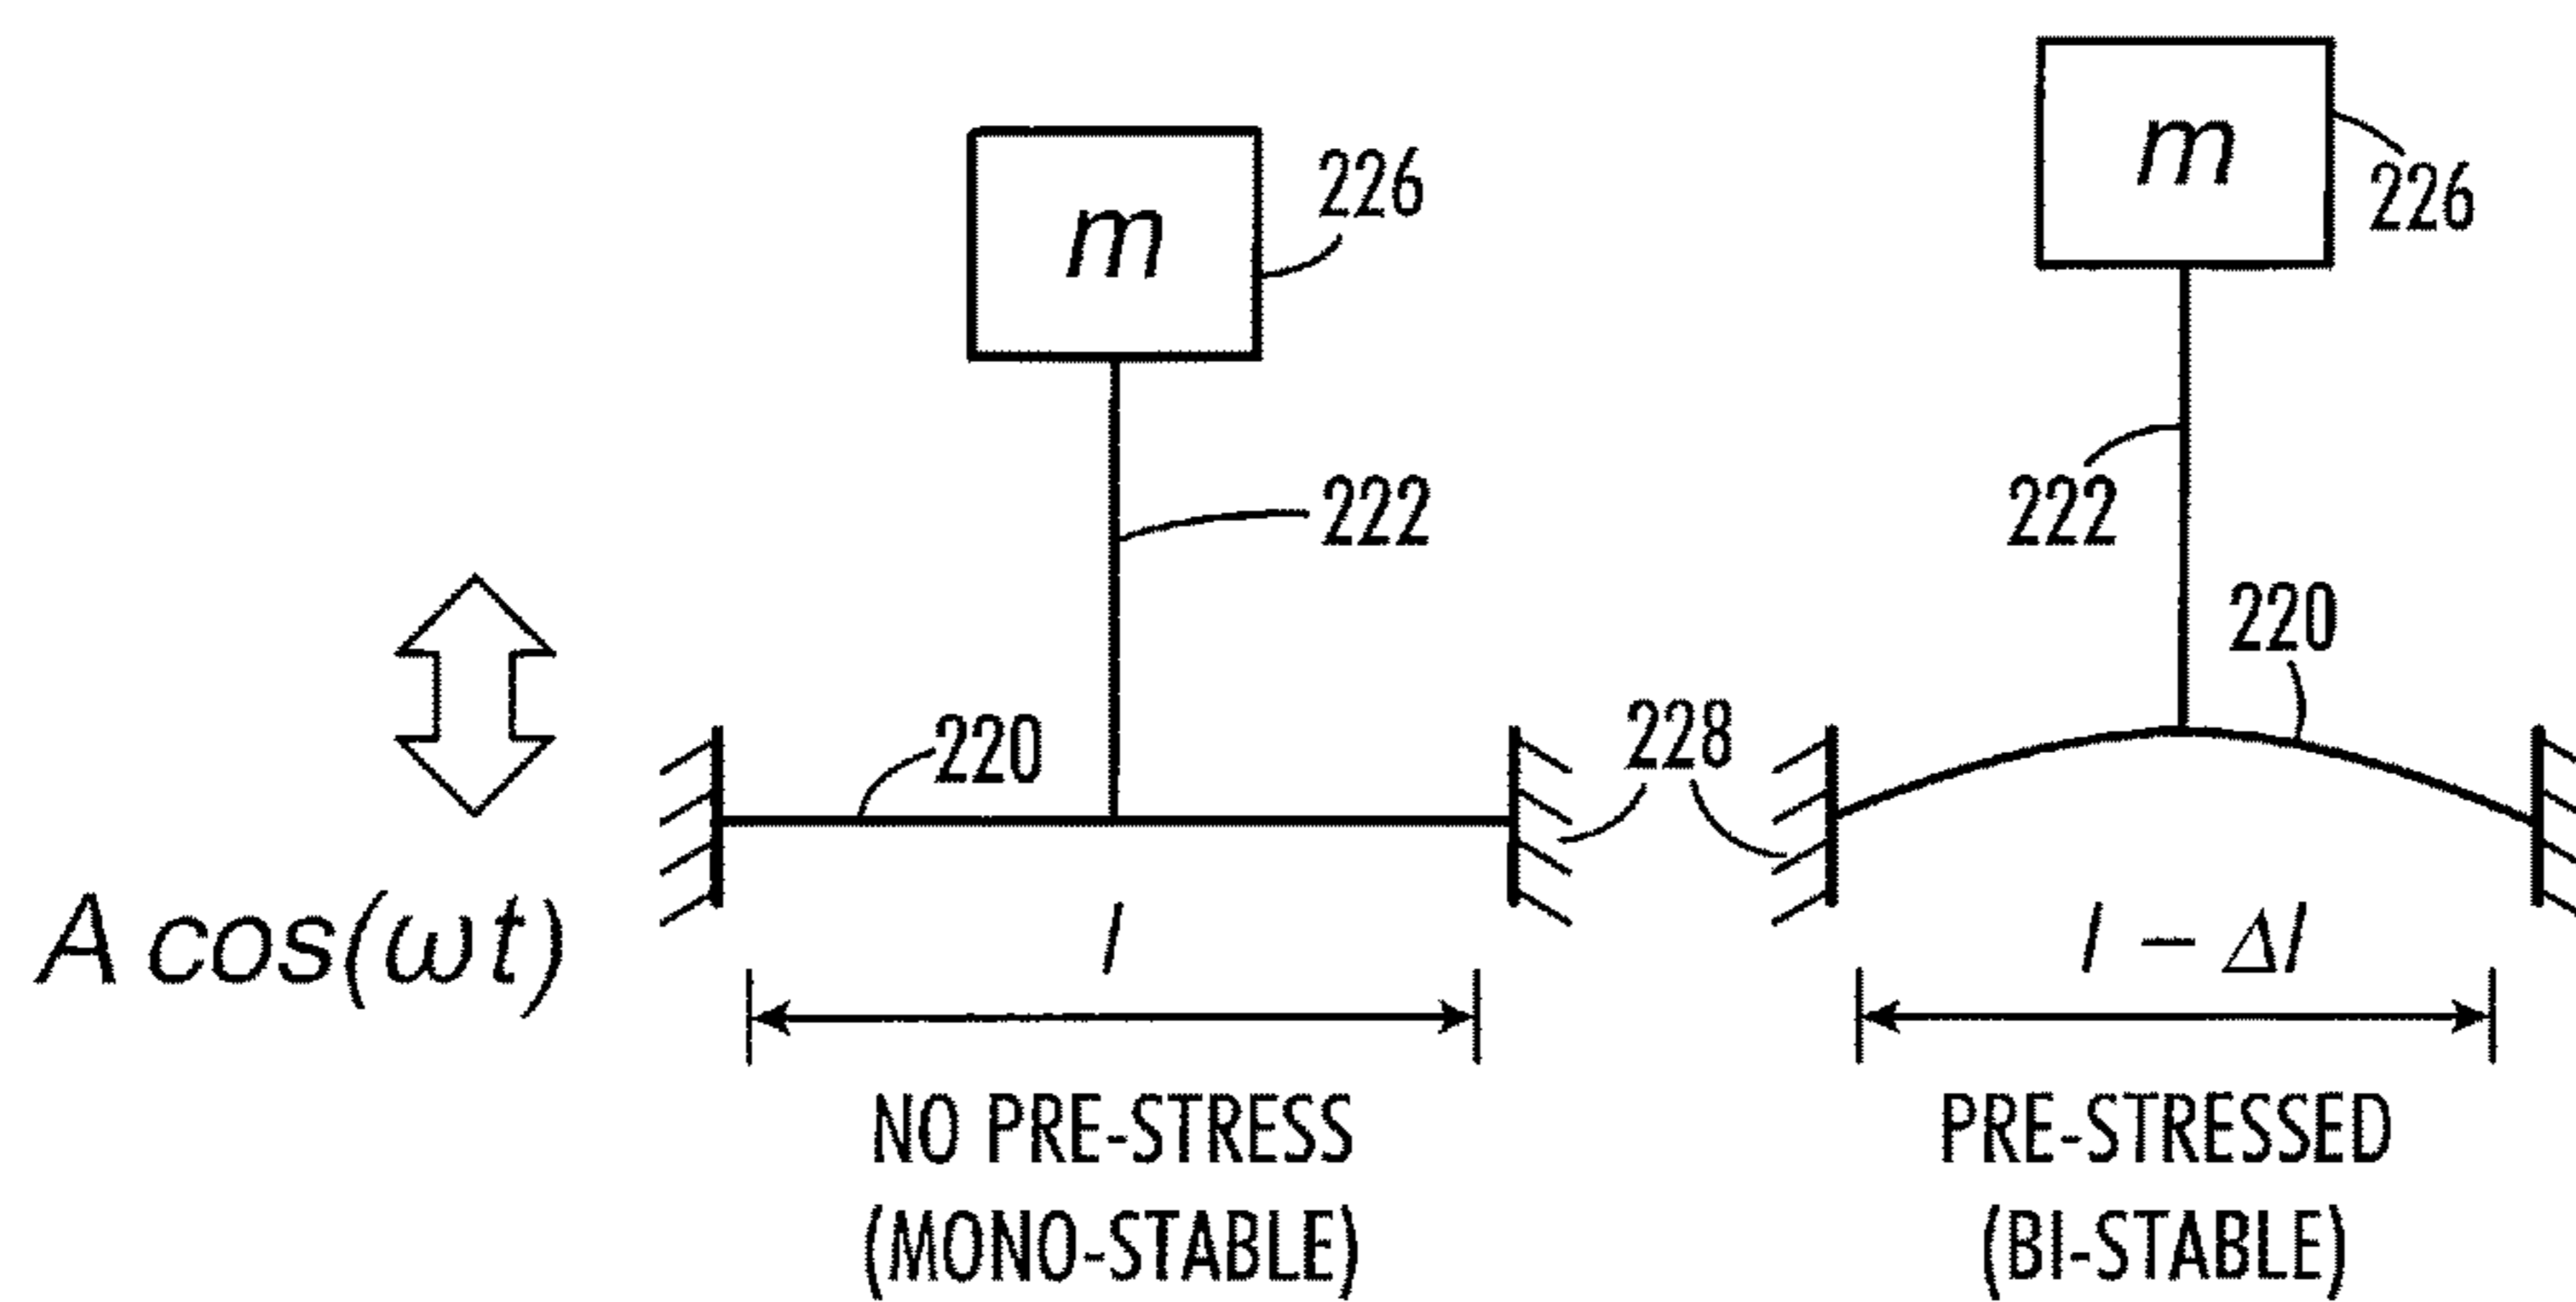 m
226
m
226
222
222
220
220
228
A cos(ωt)
l
l − Δl
NO PRE-STRESS
(MONO-STABLE)
PRE-STRESSED
(BI-STABLE)